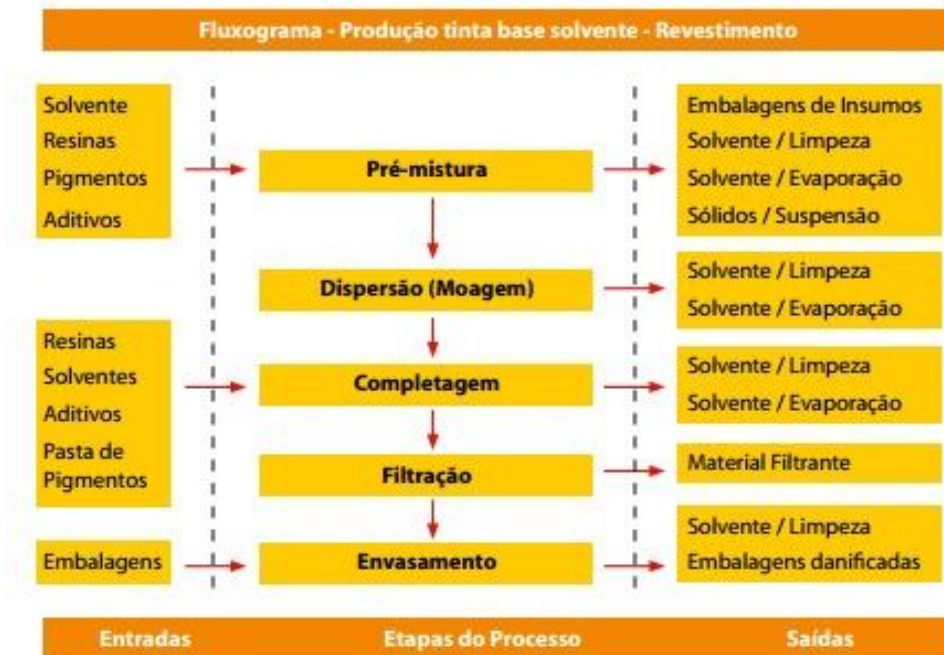 Fluxograma - Produção tinta base solvente - Revestimento
Solvente
Resinas
Pigmentos
Aditivos
Pré-mistura
Embalagens de Insumos
Solvente / Limpeza
Solvente / Evaporação
Sólidos / Suspensão
Dispersão (Moagem)
Solvente / Limpeza
Solvente / Evaporação
Resinas
Solventes
Aditivos
Pasta de
Pigmentos
Completagem
Solvente / Limpeza
Solvente / Evaporação
Filtração
Material Filtrante
Embalagens
Envasamento
Solvente / Limpeza
Embalagens danificadas
Entradas
Etapas do Processo
Saídas